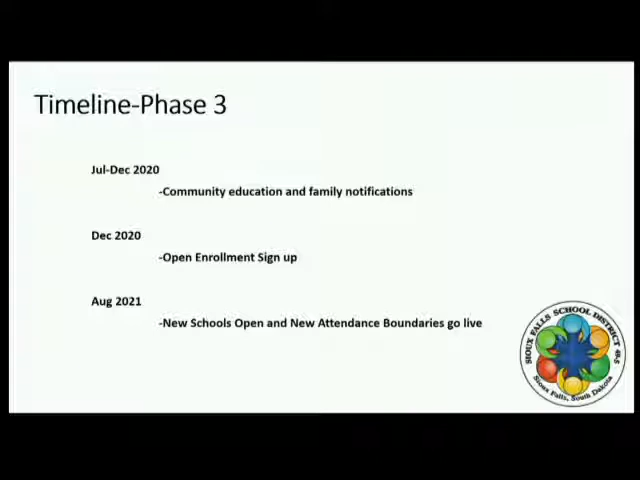 Timeline-Phase 3
Jul-Dec 2020
-Community education and family notifications
Dec 2020
-Open Enrollment Sign up
Aug 2021
-New Schools Open and New Attendance Boundaries go live
SIOUX FALLS SCHOOL DISTRICT 49-5
Sioux Falls, South Dakota